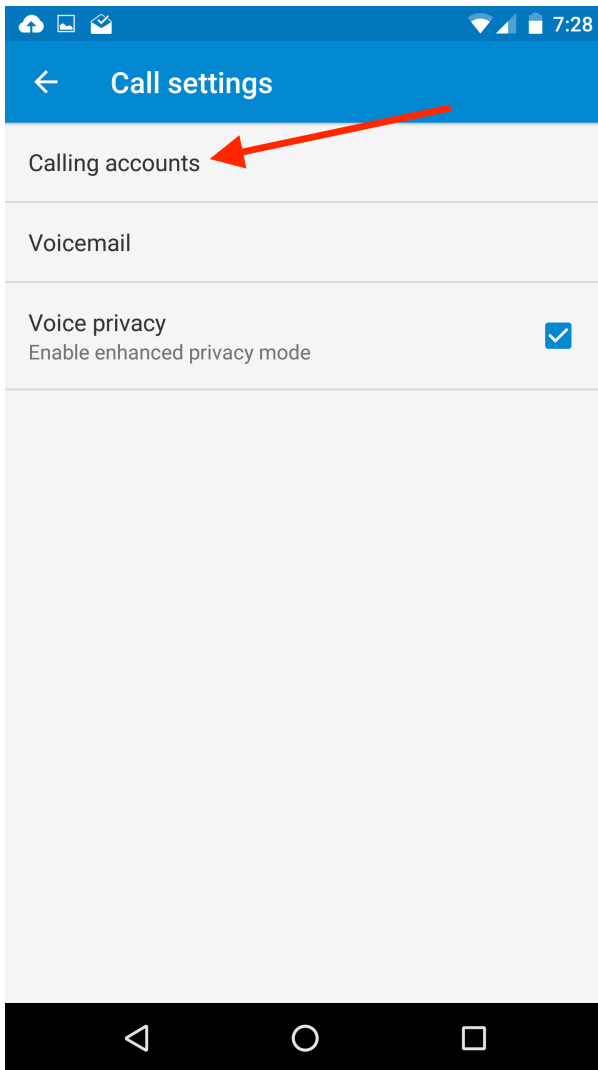 7:28
Call settings
Calling accounts
Voicemail
Voice privacy
Enable enhanced privacy mode